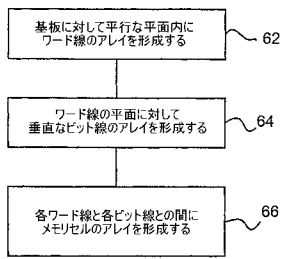 基板に対して平行な平面内に
ワード線のアレイを形成する
62
ワード線の平面に対して
垂直なビット線のアレイを形成する
64
各ワード線と各ビット線との間に
メモリセルのアレイを形成する
66